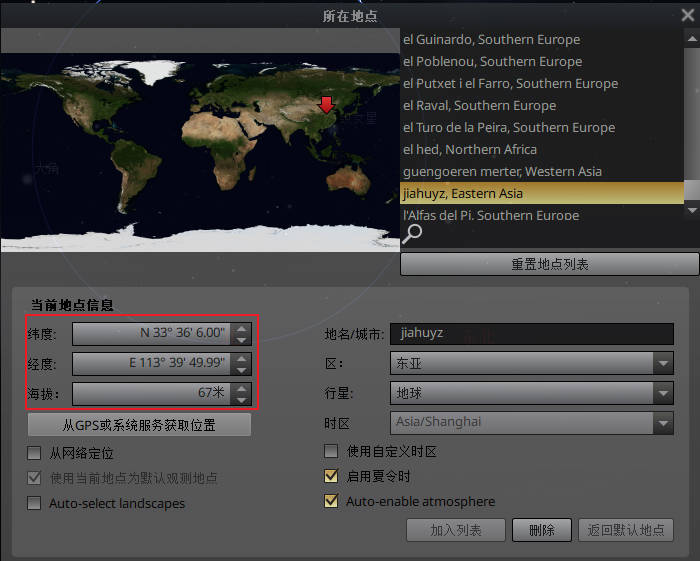 所在地点
el Guinardo, Southern Europe
el Poblenou, Southern Europe
el Putxet i el Farro, Southern Europe
el Raval, Southern Europe
el Turo de la Peira, Southern Europe
el hed, Northern Africa
guengoeren merter, Western Asia
jiahuyz, Eastern Asia
l'Alfas del Pi, Southern Europe
大角
重置地点列表
当前地点信息
纬度: N 33° 36' 6.00"
地名/城市: jiahuyz
经度: E 113° 39' 49.99"
区: 东亚
海拔: 67米
行星: 地球
从GPS或系统服务获取位置
时区 Asia/Shanghai
从网络定位
使用自定义时区
使用当前地点为默认观测地点
启用夏令时
Auto-select landscapes
Auto-enable atmosphere
加入列表
删除
返回默认地点